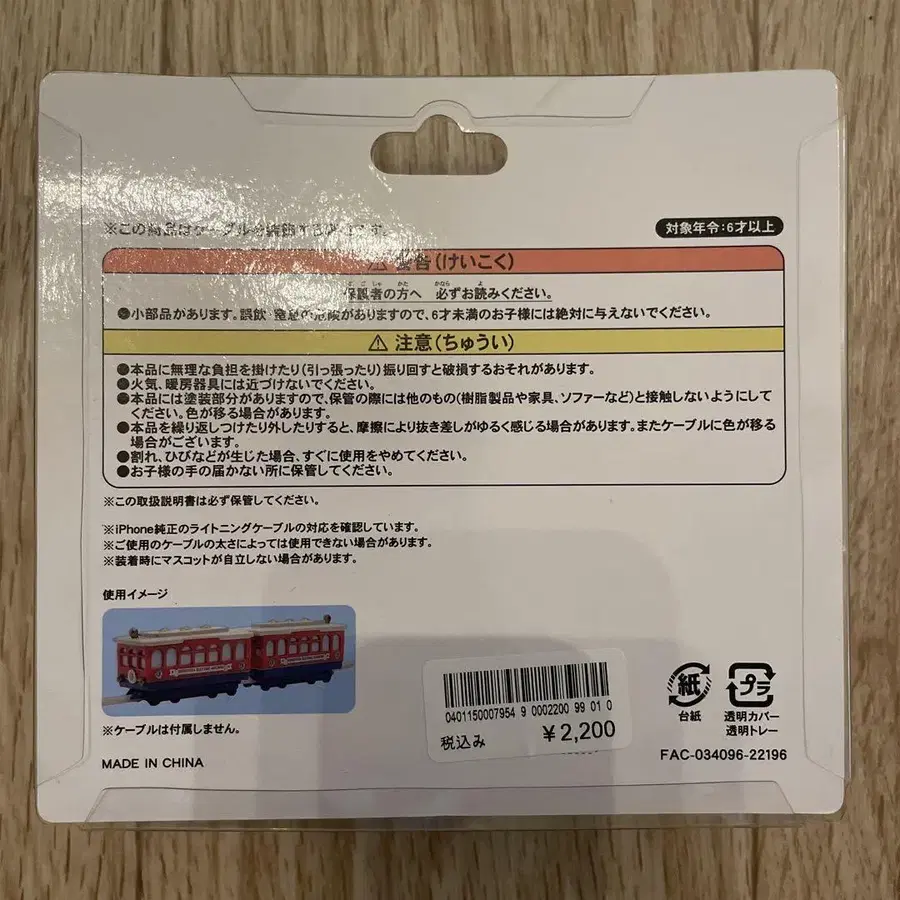 ※この商品はケーブルを装飾する
対象年令:6才以上
警告(けいこく)
保護者の方へ 必ずお読みください。
●小部品があります。誤飲・窒息の危険がありますので、6才未満のお子様には絶対に与えないでください。
注意(ちゅうい)
●本品に無理な負担を掛けたり(引っ張ったり)振り回すと破損するおそれがあります。
●火気、暖房器具には近づけないでください。
●本品には塗装部分がありますので、保管の際には他のもの(樹脂製品や家具、ソファーなど)と接触しないようにして
ください。色が移る場合があります。
●本品を繰り返しつけたり外したりすると、摩擦により抜き差しがゆるく感じる場合があります。またケーブルに色が移る
場合がございます。
●割れ、ひびなどが生じた場合、すぐに使用をやめてください。
●お子様の手の届かない所に保管してください。
※この取扱説明書は必ず保管してください。
※iPhone純正のライトニングケーブルの対応を確認しています。
※ご使用のケーブルの太さによっては使用できない場合があります。
※装着時にマスコットが自立しない場合があります。
使用イメージ
※ケーブルは付属しません。
MADE IN CHINA
0401150007954 9 0002200 99 01 0
税込み ¥2,200
紙
台紙
プラ
透明カバー
透明トレー
FAC-034096-22196